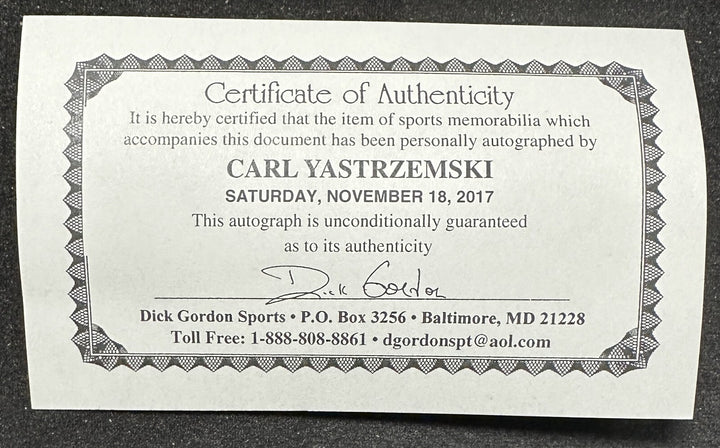 Certificate of Authenticity
It is hereby certified that the item of sports memorabilia which
accompanies this document has been personally autographed by
CARL YASTRZEMSKI
SATURDAY, NOVEMBER 18, 2017
This autograph is unconditionally guaranteed
as to its authenticity
Dick Gordon
Dick Gordon Sports • P.O. Box 3256 • Baltimore, MD 21228
Toll Free: 1-888-808-8861 • dgordonspt@aol.com